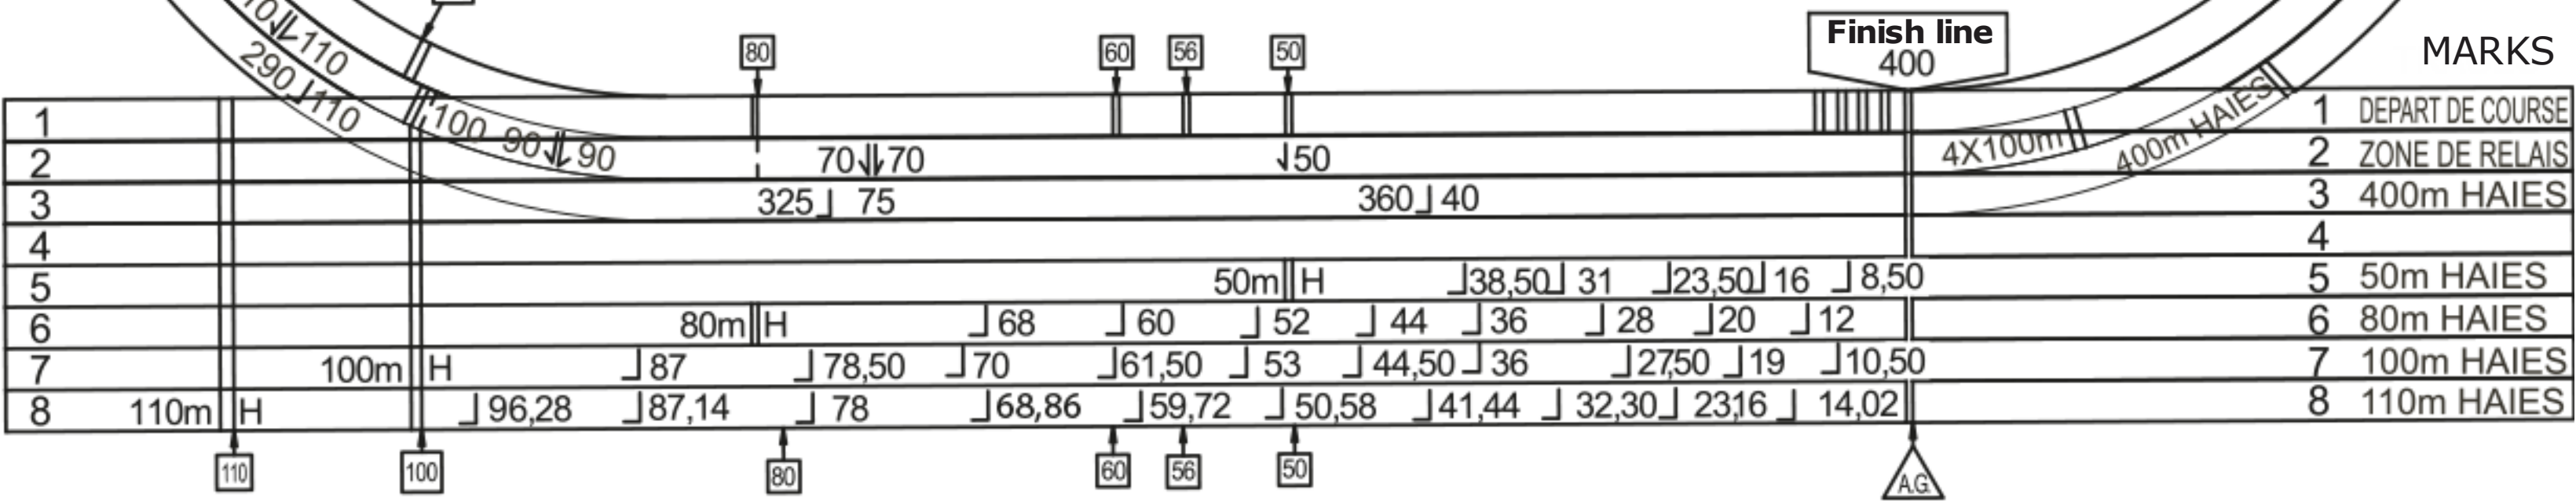 10 110
290 110
80 60 56 50
Finish line
400
MARKS
1 1 DEPART DE COURSE
100 90 90
4X100m 400m HAIES
2 70 70 50 2 ZONE DE RELAIS
3 325 75 360 40 3 400m HAIES
4 4
5 50m H 38,50 31 23,50 16 8,50 5 50m HAIES
6 80m H 68 60 52 44 36 28 20 12 6 80m HAIES
7 100m H 87 78,50 70 61,50 53 44,50 36 27,50 19 10,50 7 100m HAIES
8 110m H 96,28 87,14 78 68,86 59,72 50,58 41,44 32,30 23,16 14,02 8 110m HAIES
110 100 80 60 56 50 A.G.